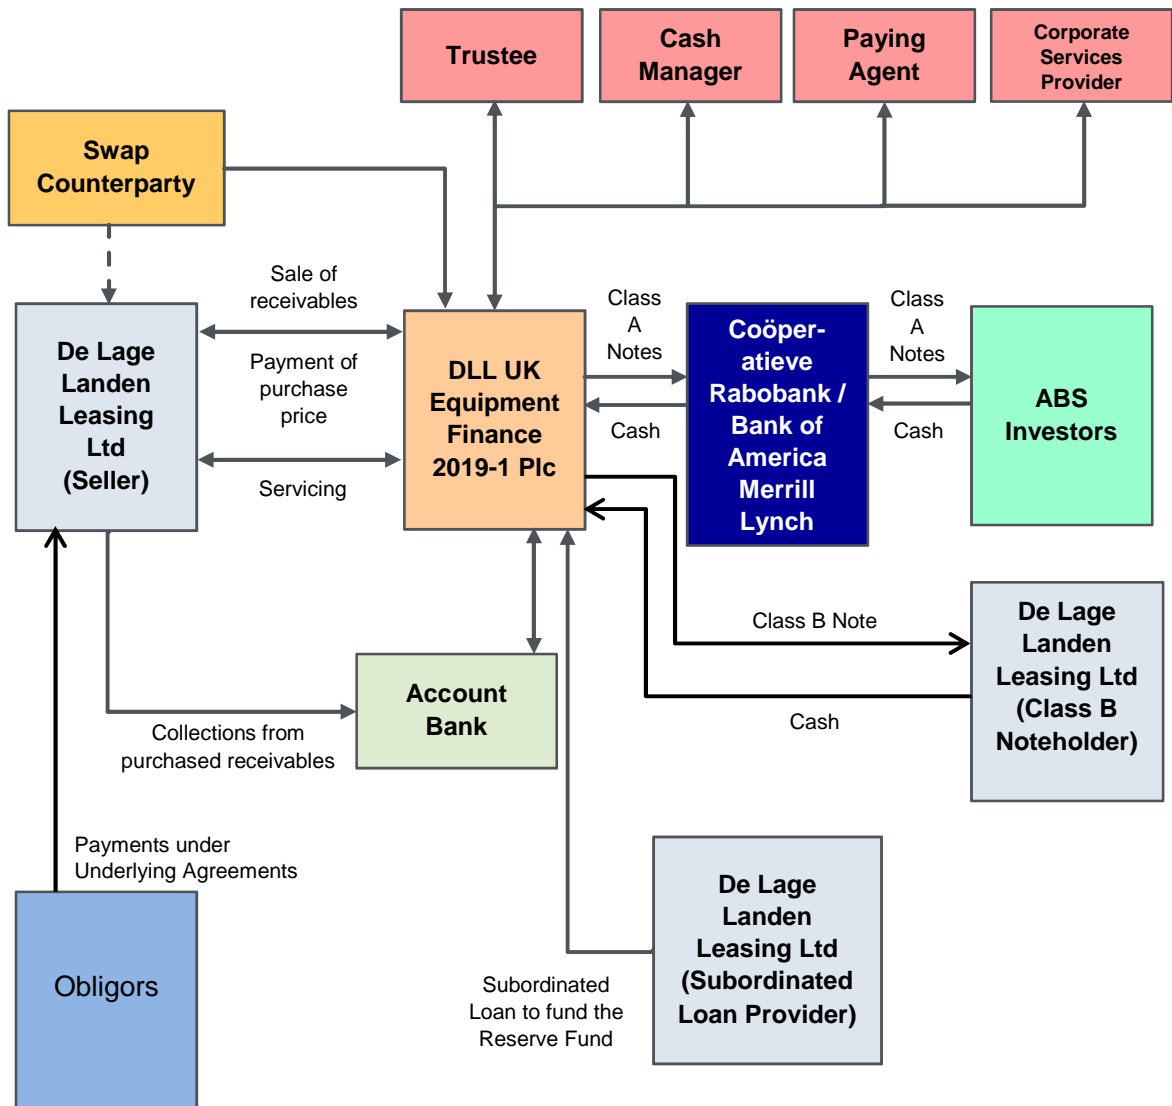 Trustee
Cash
Manager
Paying
Agent
Corporate
Services
Provider
Swap
Counterparty
Sale of
receivables
Payment of
purchase
price
Servicing
De Lage
Landen
Leasing
Ltd
(Seller)
DLL UK
Equipment
Finance
2019-1 Plc
Class
A
Notes
Cash
Coöper-
atieve
Rabobank /
Bank of
America
Merrill
Lynch
Class
A
Notes
Cash
ABS
Investors
Class B Note
Cash
De Lage
Landen
Leasing Ltd
(Class B
Noteholder)
Account
Bank
Collections from
purchased receivables
Payments under
Underlying Agreements
Obligors
Subordinated
Loan to fund the
Reserve Fund
De Lage
Landen
Leasing Ltd
(Subordinated
Loan Provider)